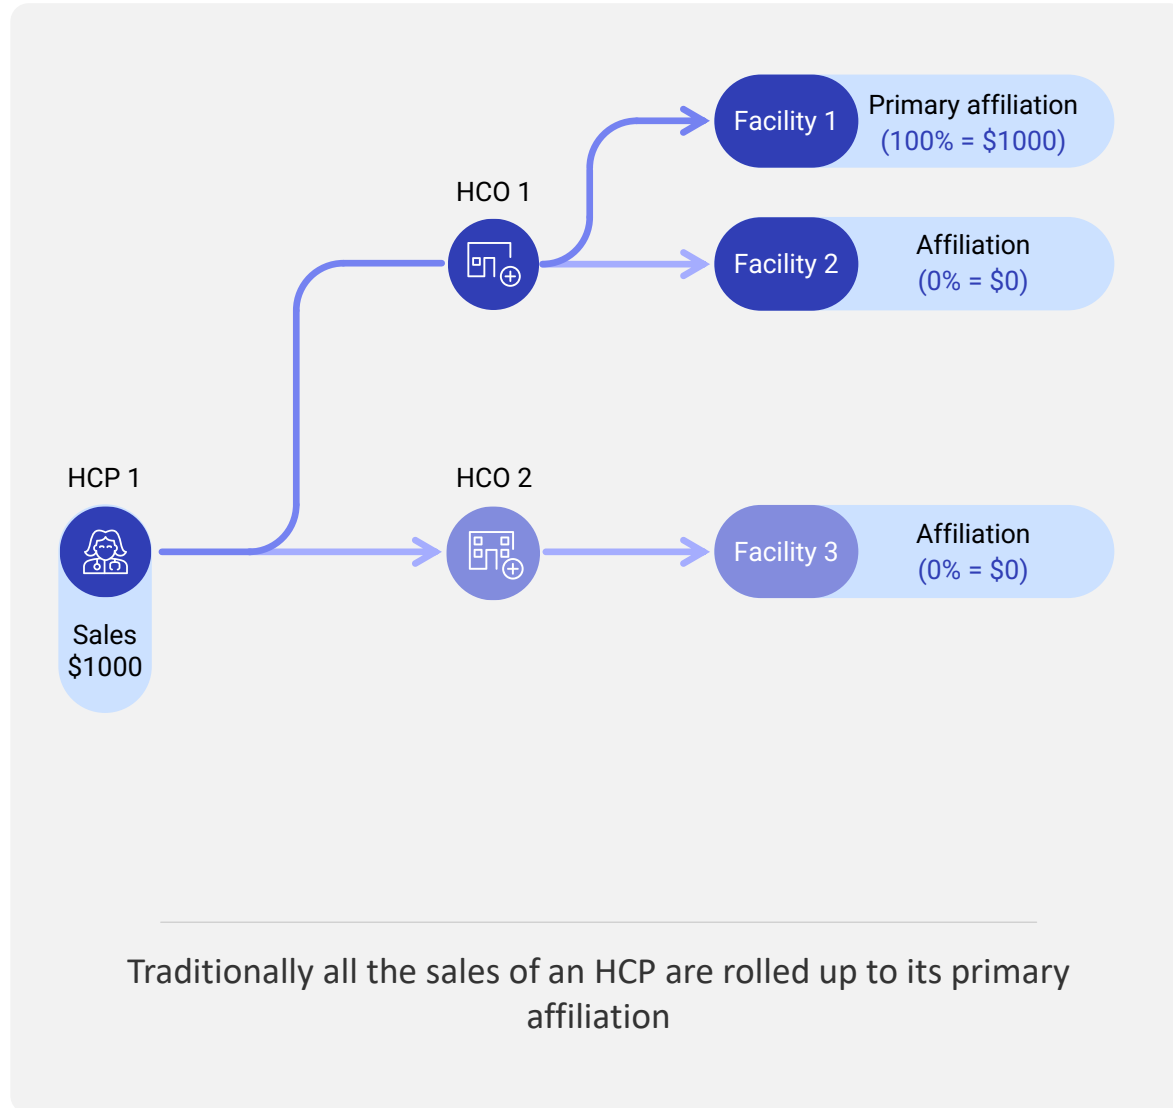 Facility 1
Primary affiliation
(100% = $1000)
HCO 1
Facility 2
Affiliation
(0% = $0)
HCP 1
HCO 2
Facility 3
Affiliation
(0% = $0)
Sales
$1000
Traditionally all the sales of an HCP are rolled up to its primary
affiliation